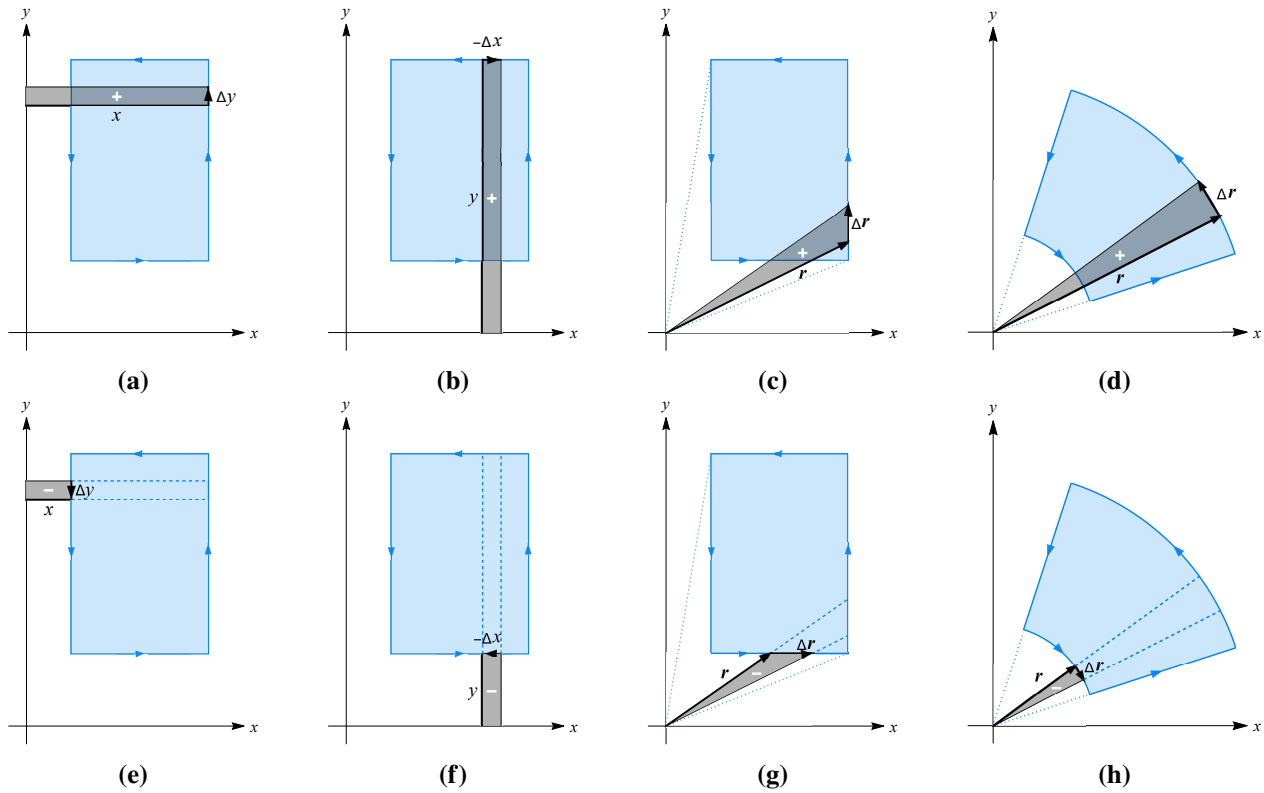 y
x
+
x
Δy
(a)
y
x
−Δx
y
+
(b)
y
x
+
r
Δr
(c)
y
x
+
r
Δr
(d)
y
x
−
x
Δy
(e)
y
x
−Δx
y
−
(f)
y
x
r
Δr
−
(g)
y
x
r
Δr
−
(h)